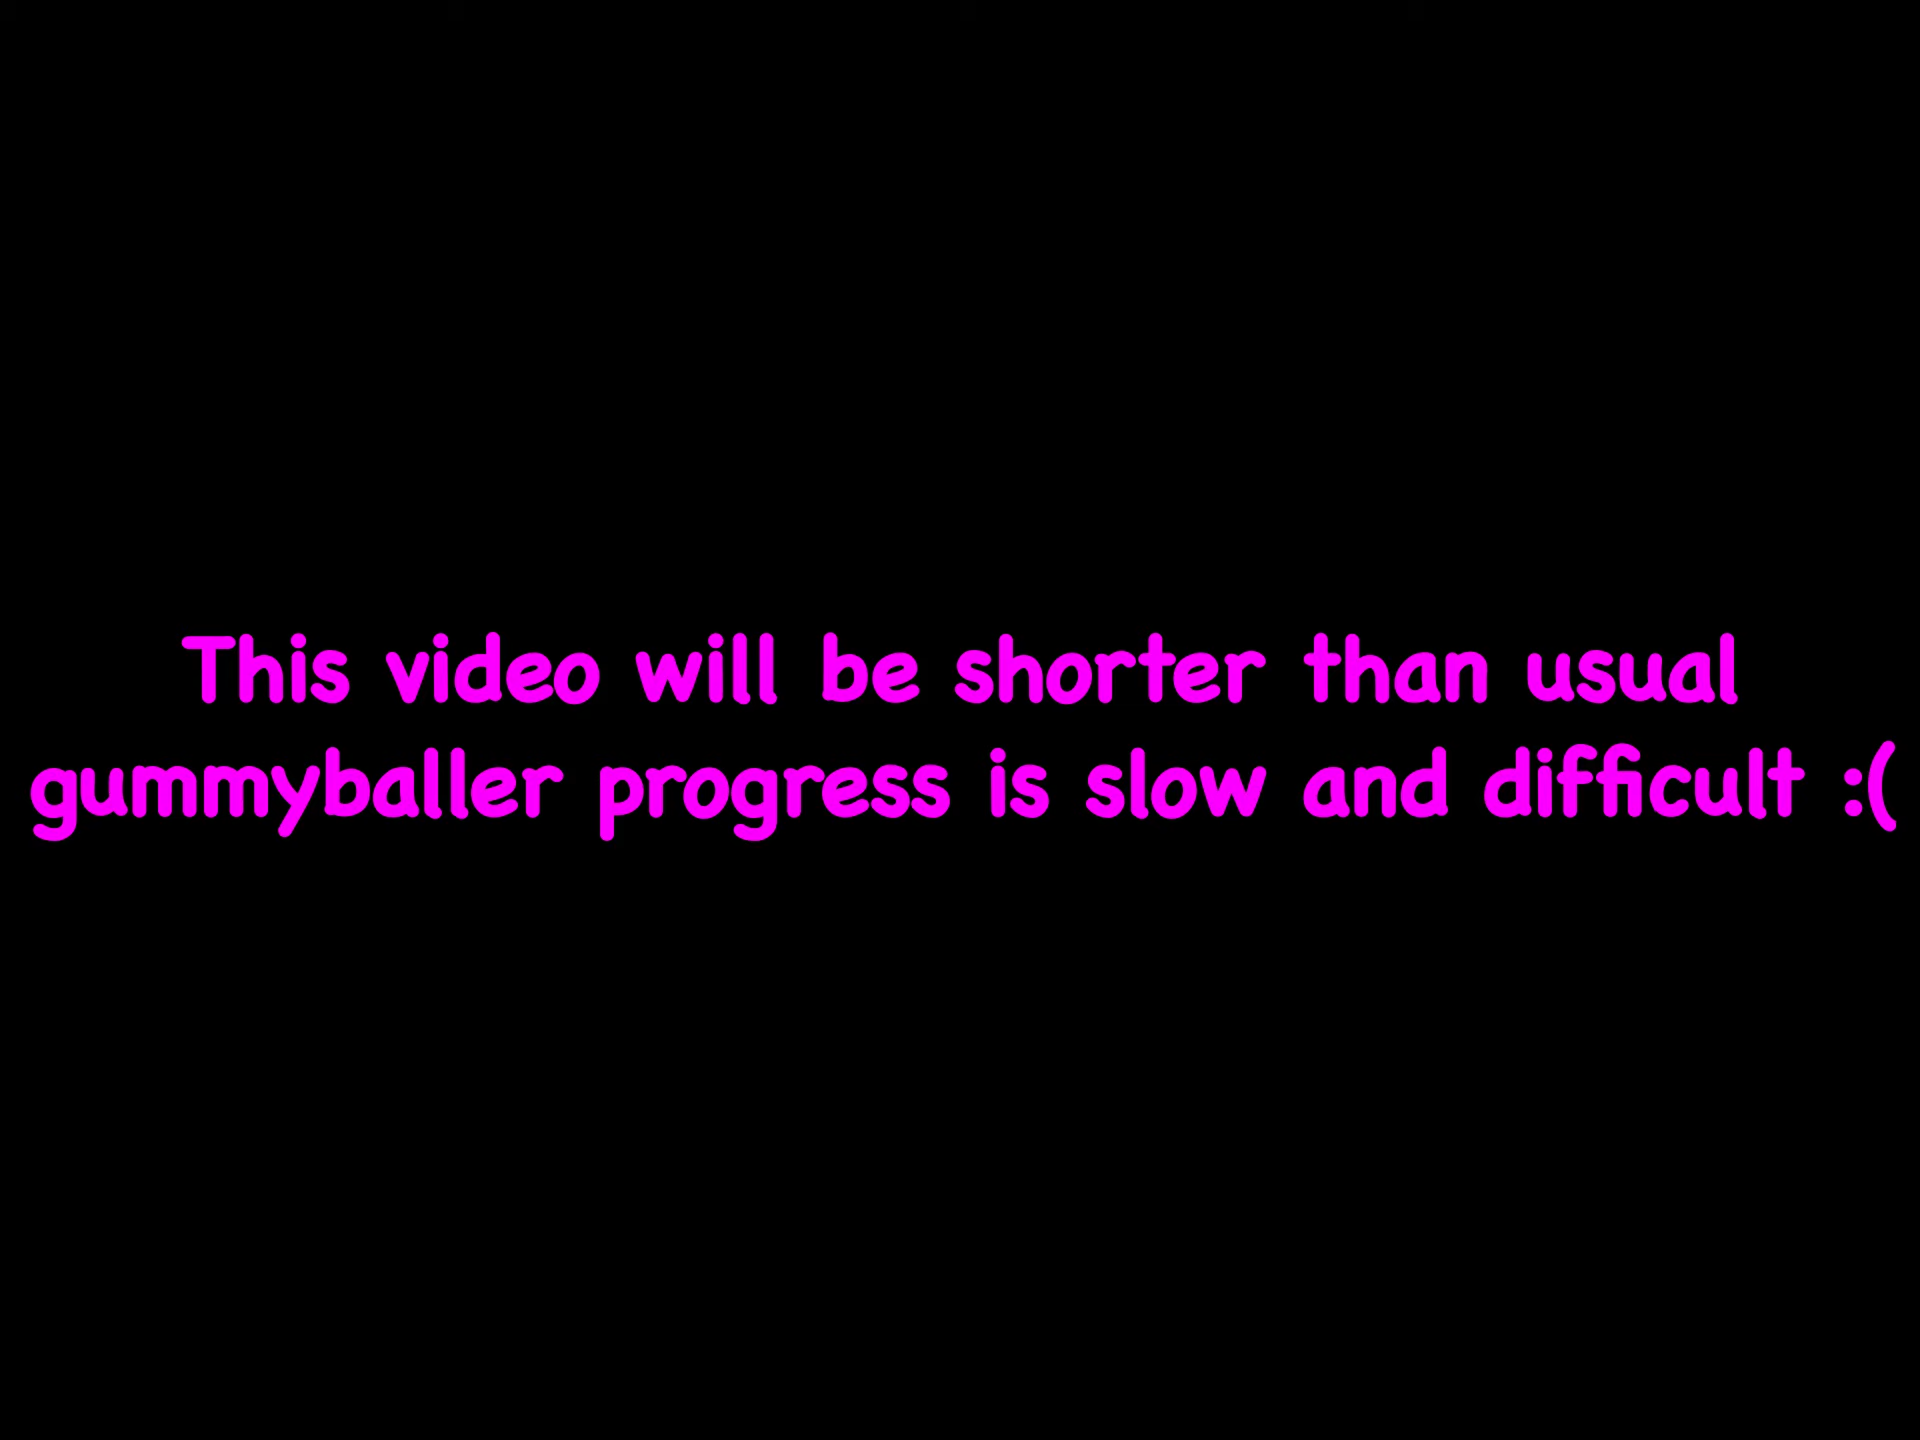 This video will be shorter than usual
gummyballer progress is slow and difficult :(